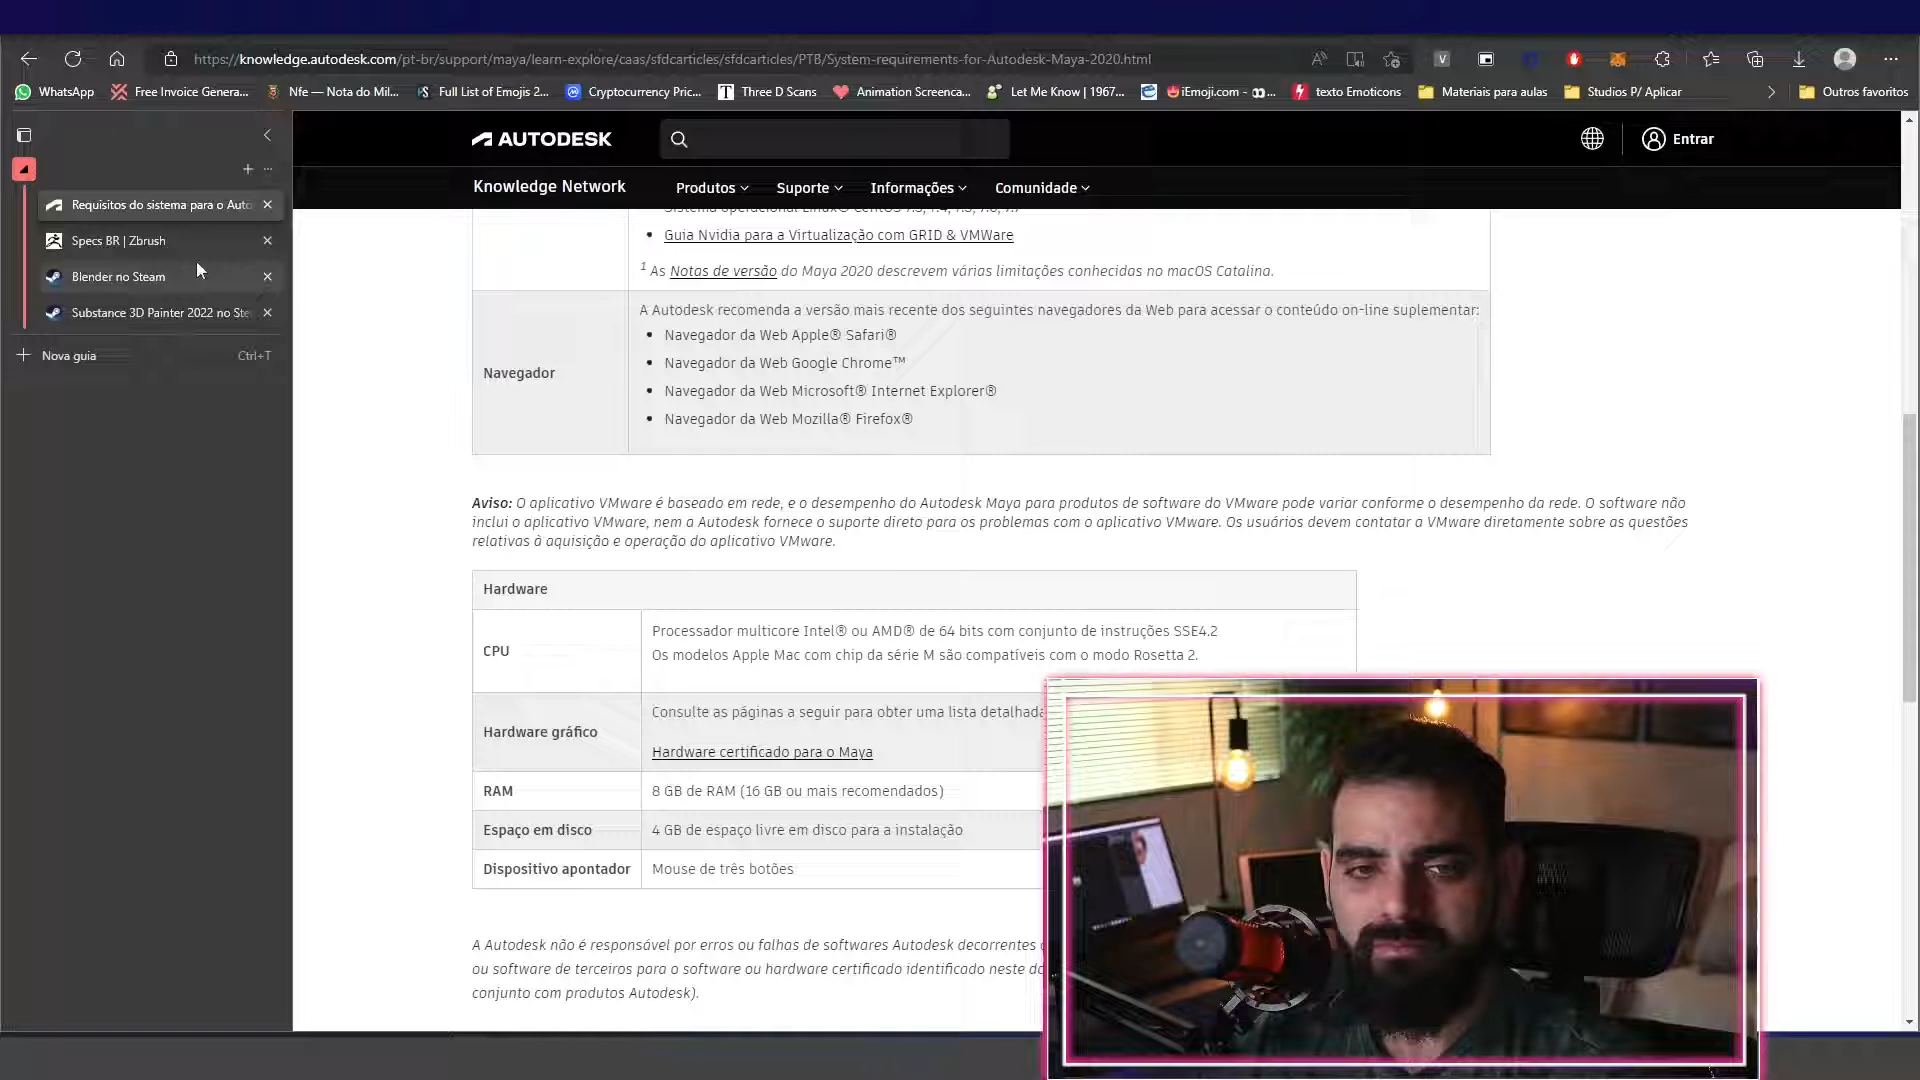 https://knowledge.autodesk.com/pt-br/support/maya/learn-explore/caas/sfdcarticles/sfdcarticles/PTB/System-requirements-for-Autodesk-Maya-2020.html
WhatsApp
Free Invoice Genera...
Nfe — Nota do Mil...
Full List of Emojis 2...
Cryptocurrency Pric...
Three D Scans
Animation Screenca...
Let Me Know | 1967...
iEmoji.com - ...
texto Emoticons
Materiais para aulas
Studios P/ Aplicar
Outros favoritos
Requisitos do sistema para o Auto
Specs BR | Zbrush
Blender no Steam
Substance 3D Painter 2022 no Ste
Nova guia
Ctrl+T
AUTODESK
Entrar
Knowledge Network
Produtos
Suporte
Informações
Comunidade
Sistema operacional Linux® CentOS 7.3, 7.4, 7.5, 7.6, 7.7
Guia Nvidia para a Virtualização com GRID & VMWare
1 As Notas de versão do Maya 2020 descrevem várias limitações conhecidas no macOS Catalina.
Navegador
A Autodesk recomenda a versão mais recente dos seguintes navegadores da Web para acessar o conteúdo on-line suplementar:
Navegador da Web Apple® Safari®
Navegador da Web Google Chrome™
Navegador da Web Microsoft® Internet Explorer®
Navegador da Web Mozilla® Firefox®
Aviso: O aplicativo VMware é baseado em rede, e o desempenho do Autodesk Maya para produtos de software do VMware pode variar conforme o desempenho da rede. O software não
inclui o aplicativo VMware, nem a Autodesk fornece o suporte direto para os problemas com o aplicativo VMware. Os usuários devem contatar a VMware diretamente sobre as questões
relativas à aquisição e operação do aplicativo VMware.
Hardware
CPU
Processador multicore Intel® ou AMD® de 64 bits com conjunto de instruções SSE4.2
Os modelos Apple Mac com chip da série M são compatíveis com o modo Rosetta 2.
Hardware gráfico
Consulte as páginas a seguir para obter uma lista detalhada
Hardware certificado para o Maya
RAM
8 GB de RAM (16 GB ou mais recomendados)
Espaço em disco
4 GB de espaço livre em disco para a instalação
Dispositivo apontador
Mouse de três botões
A Autodesk não é responsável por erros ou falhas de softwares Autodesk decorrentes
ou software de terceiros para o software ou hardware certificado identificado neste
conjunto com produtos Autodesk).